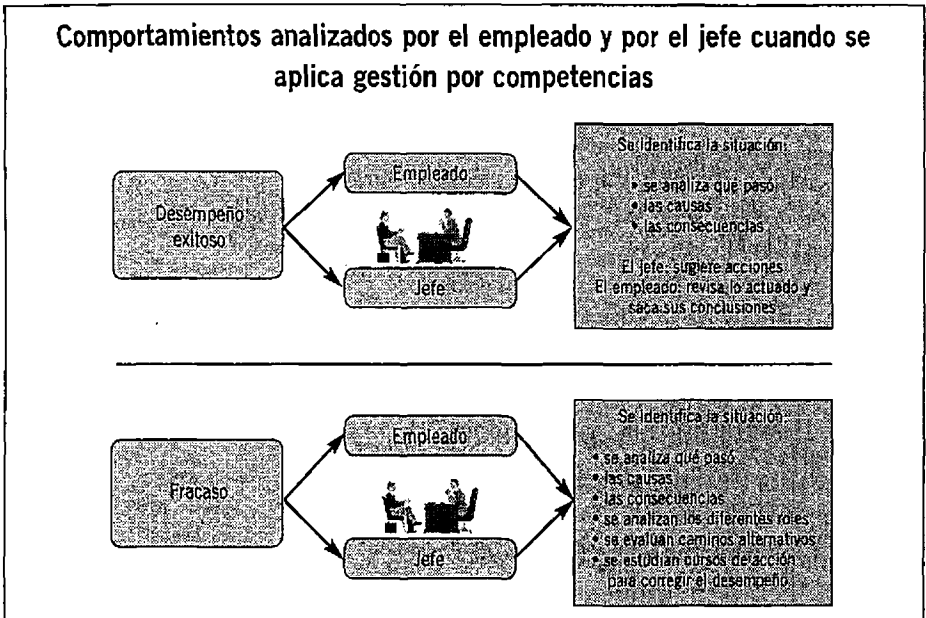 Comportamientos analizados por el empleado y por el jefe cuando se
aplica gestión por competencias
Desempeño
exitoso
Empleado
Jefe
Se identifica la situación:
• se analiza qué pasó
• las causas
• las consecuencias
El jefe: sugiere acciones
El empleado: revisa lo actuado y
saca sus conclusiones
Fracaso
Empleado
Jefe
Se identifica la situación:
• se analiza qué pasó
• las causas
• las consecuencias
• se analizan los diferentes roles
• se evalúan caminos alternativos
• se estudian cursos de acción
para corregir el desempeño